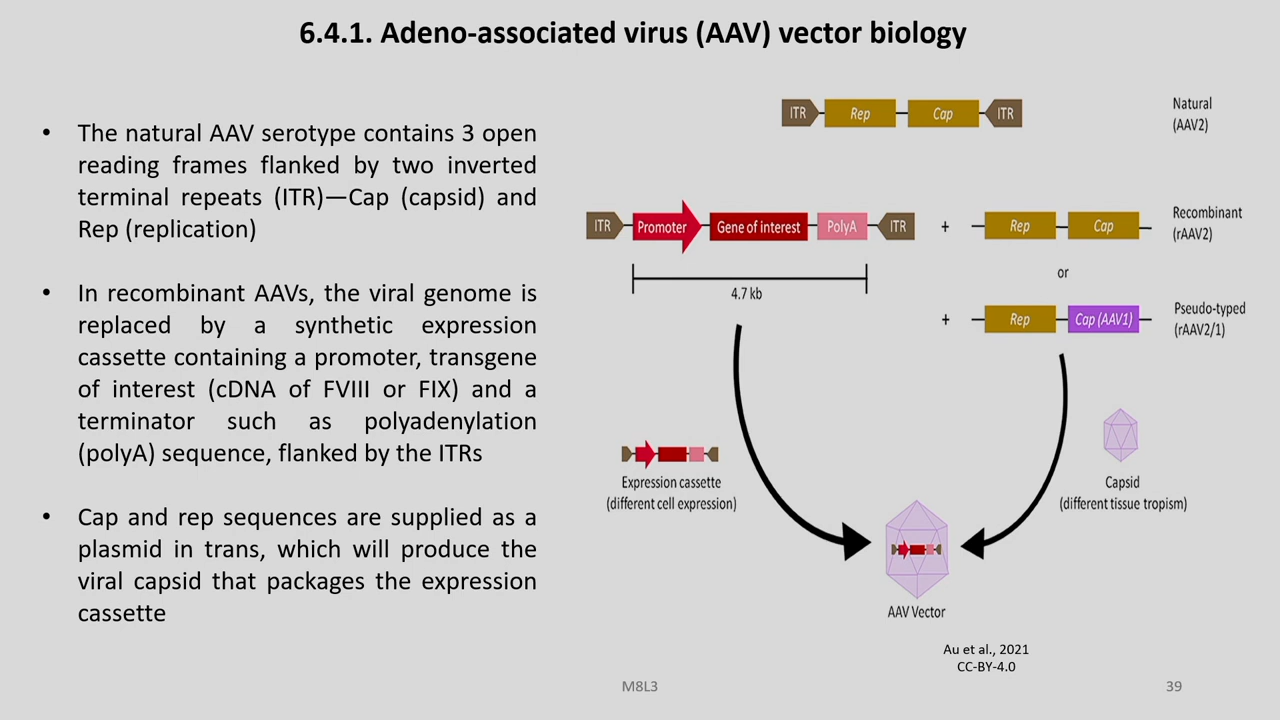 6.4.1. Adeno-associated virus (AAV) vector biology
• The natural AAV serotype contains 3 open
reading frames flanked by two inverted
terminal repeats (ITR)—Cap (capsid) and
Rep (replication)
• In recombinant AAVs, the viral genome is
replaced by a synthetic expression
cassette containing a promoter, transgene
of interest (cDNA of FVIII or FIX) and a
terminator such as polyadenylation
(polyA) sequence, flanked by the ITRs
• Cap and rep sequences are supplied as a
plasmid in trans, which will produce the
viral capsid that packages the expression
cassette
ITR Rep Cap ITR
Natural
(AAV2)
ITR Promoter Gene of interest PolyA ITR + Rep Cap
Recombinant
(rAAV2)
4.7 kb
or
+ Rep Cap (AAV1)
Pseudo-typed
(rAAV2/1)
Expression cassette
(different cell expression)
Capsid
(different tissue tropism)
AAV Vector
Au et al., 2021
CC-BY-4.0
M8L3
39